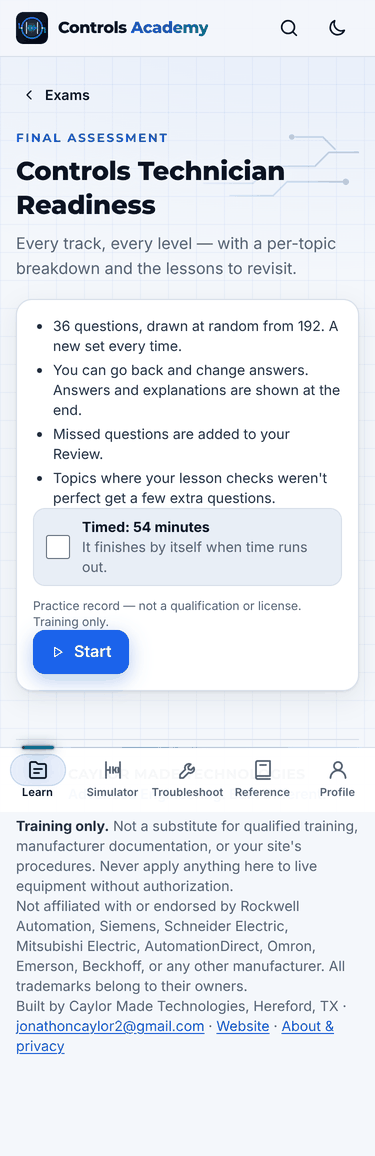 Controls Academy
Exams
FINAL ASSESSMENT
Controls Technician
Readiness
Every track, every level — with a per-topic
breakdown and the lessons to revisit.
• 36 questions, drawn at random from 192. A
new set every time.
• You can go back and change answers.
Answers and explanations are shown at the
end.
• Missed questions are added to your
Review.
• Topics where your lesson checks weren't
perfect get a few extra questions.
Timed: 54 minutes
It finishes by itself when time runs
out.
Practice record — not a qualification or license.
Training only.
Start
CAYLOR MADE TECHNOLOGIES
Learn
Simulator
Troubleshoot
Reference
Profile
Training only. Not a substitute for qualified training,
manufacturer documentation, or your site's
procedures. Never apply anything here to live
equipment without authorization.
Not affiliated with or endorsed by Rockwell
Automation, Siemens, Schneider Electric,
Mitsubishi Electric, AutomationDirect, Omron,
Emerson, Beckhoff, or any other manufacturer. All
trademarks belong to their owners.
Built by Caylor Made Technologies, Hereford, TX ·
jonathoncaylor2@gmail.com · Website · About &
privacy